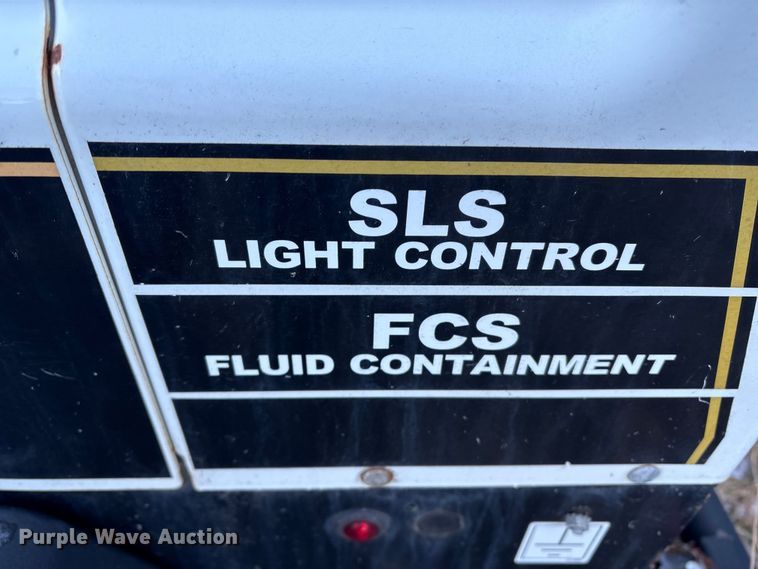 SLS
LIGHT CONTROL
FCS
FLUID CONTAINMENT
Purple Wave Auction